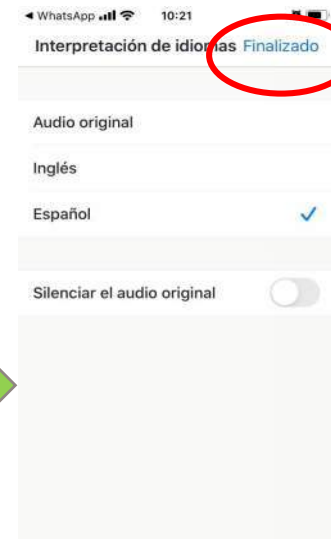 WhatsApp 10:21
Interpretación de idiomas Finalizado
Audio original
Inglés
Español
Silenciar el audio original